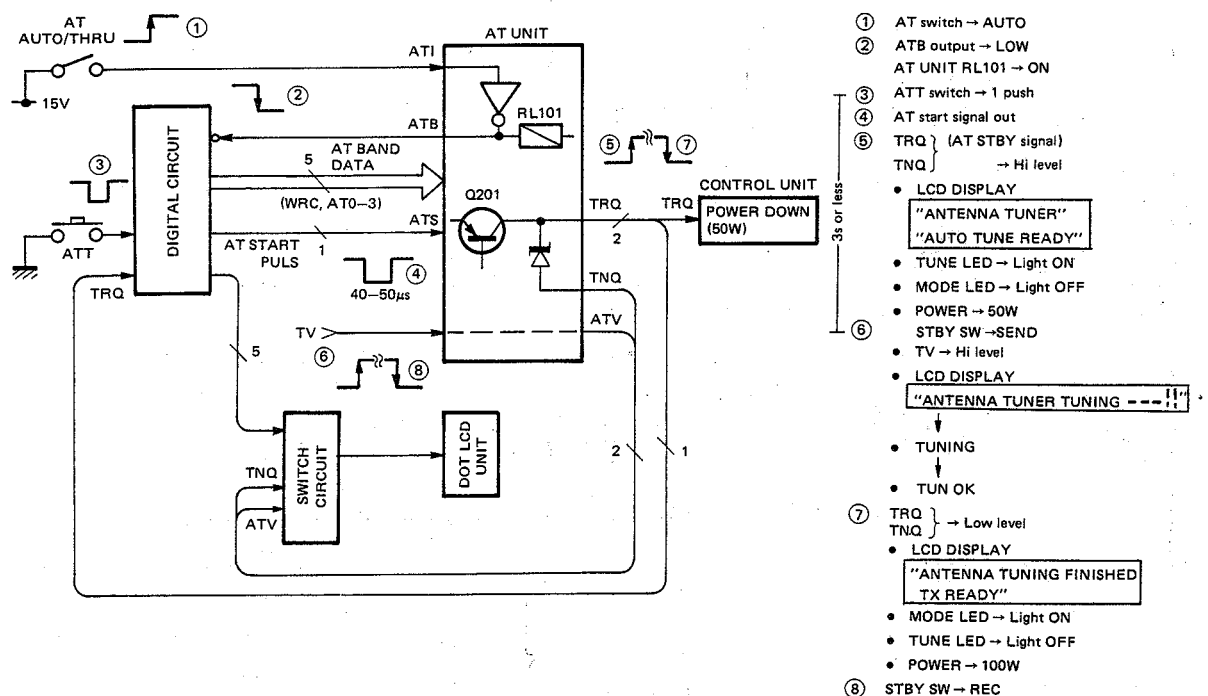 AT
AUTO/THRU
①
15V
②
③
ATT
DIGITAL CIRCUIT
TRQ
AT UNIT
ATI
ATB
RL101
5
AT BAND
DATA
(WRC, AT0–3)
ATS
Q201
AT START
PULS
1
④
40–50μs
TV
⑥
⑧
⑤
⑦
TRQ
2
TNQ
ATV
CONTROL UNIT
TRQ
POWER DOWN
(50W)
5
TNQ
ATV
SWITCH
CIRCUIT
DOT LCD
UNIT
2
1
3s or less
① AT switch → AUTO
② ATB output → LOW
AT UNIT RL101 → ON
③ ATT switch → 1 push
④ AT start signal out
⑤ TRQ (AT STBY signal)
TNQ → Hi level
• LCD DISPLAY
"ANTENNA TUNER"
"AUTO TUNE READY"
• TUNE LED → Light ON
• MODE LED → Light OFF
• POWER → 50W
⑥ STBY SW → SEND
• TV → Hi level
• LCD DISPLAY
"ANTENNA TUNER TUNING ---!!"
• TUNING
• TUN OK
⑦ TRQ
TNQ → Low level
• LCD DISPLAY
"ANTENNA TUNING FINISHED
TX READY"
• MODE LED → Light ON
• TUNE LED → Light OFF
• POWER → 100W
⑧ STBY SW → REC